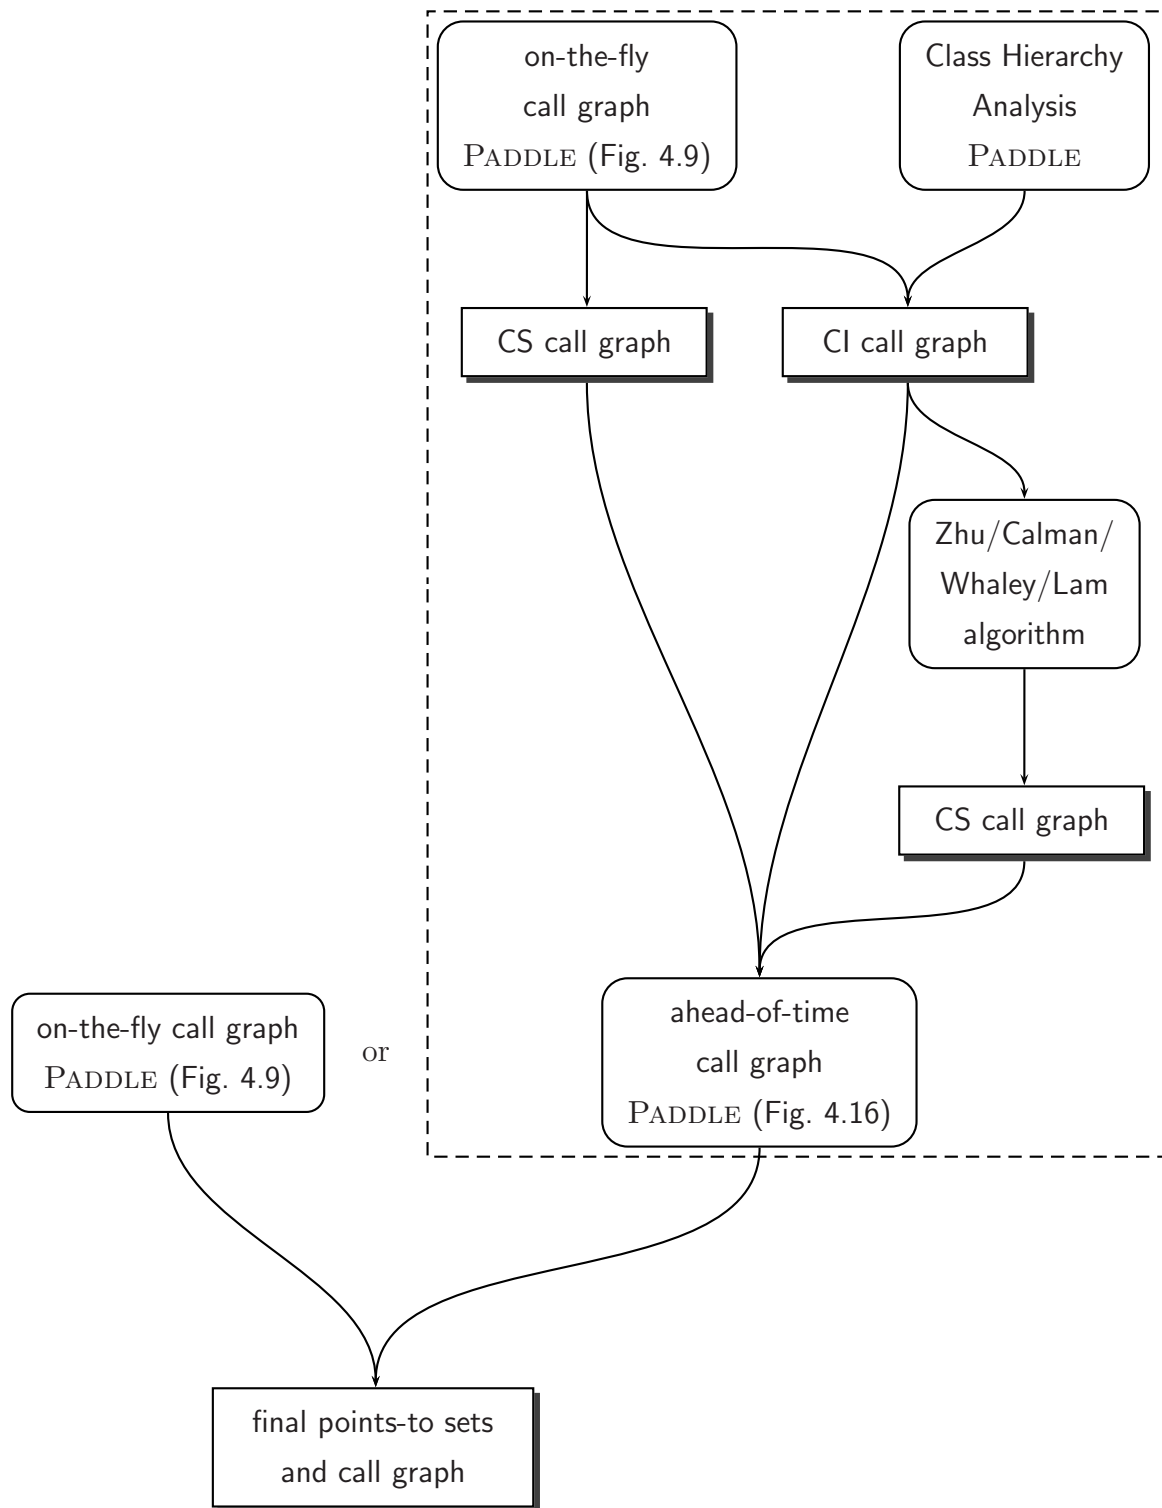 on-the-fly
call graph
PADDLE (Fig. 4.9)
Class Hierarchy
Analysis
PADDLE
CS call graph
CI call graph
Zhu/Calman/
Whaley/Lam
algorithm
CS call graph
ahead-of-time
call graph
PADDLE (Fig. 4.16)
on-the-fly call graph
PADDLE (Fig. 4.9)
or
final points-to sets
and call graph